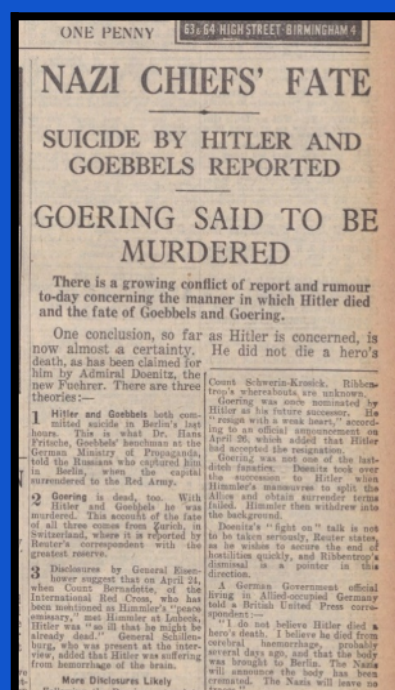 ONE PENNY
63 & 64 HIGH STREET · BIRMINGHAM 4
NAZI CHIEFS' FATE
SUICIDE BY HITLER AND
GOEBBELS REPORTED
GOERING SAID TO BE
MURDERED
There is a growing conflict of report and rumour
to-day concerning the manner in which Hitler died
and the fate of Goebbels and Goering.
One conclusion, so far as Hitler is concerned, is
now almost a certainty. He did not die a hero's
death, as has been claimed for
him by Admiral Doenitz, the
new Fuehrer. There are three
theories:—
1 Hitler and Goebbels both com-
mitted suicide in Berlin's last
hours. This is what Dr. Hans
Fritsche, Goebbels' henchman at the
German Ministry of Propaganda,
told the Russians who captured him
in Berlin, when the capital
surrendered to the Red Army.
2 Goering is dead, too. With
Hitler and Goebbels he was
murdered. This account of the fate
of all three comes from Zurich, in
Switzerland, where it is reported by
Reuter's correspondent with the
greatest reserve.
3 Disclosures by General Eisen-
hower suggest that on April 24,
when Count Bernadotte, of the
International Red Cross, who has
been mentioned as Himmler's "peace
emissary," met Himmler at Lubeck,
Hitler was "so ill that he might be
already dead." General Schillen-
burg, who was present at the inter-
view, added that Hitler was suffering
from hemorrhage of the brain.
More Disclosures Likely
Count Schwerin-Krosick. Ribben-
trop's whereabouts are unknown.
Goering was once nominated by
Hitler as his future successor. He
"resign with a weak heart," accord-
ing to an official announcement on
April 26, which added that Hitler
had accepted the resignation.
Goering was not one of the last-
ditch fanatics. Doenitz took over
the succession to Hitler when
Himmler's manœuvres to split the
Allies and obtain surrender terms
failed. Himmler then withdrew into
the background.
Doenitz's "fight on" talk is not
to be taken seriously, Reuter states,
as he wishes to secure the end of
hostilities quickly, and Ribbentrop's
dismissal is a pointer in this
direction.
A German Government official
living in Allied-occupied Germany
told a British United Press corre-
spondent:—
"I do not believe Hitler died a
hero's death. I believe he died from
cerebral haemorrhage, probably
several days ago, and that the body
was brought to Berlin. The Nazis
will announce the body has been
cremated. The Nazis will leave no